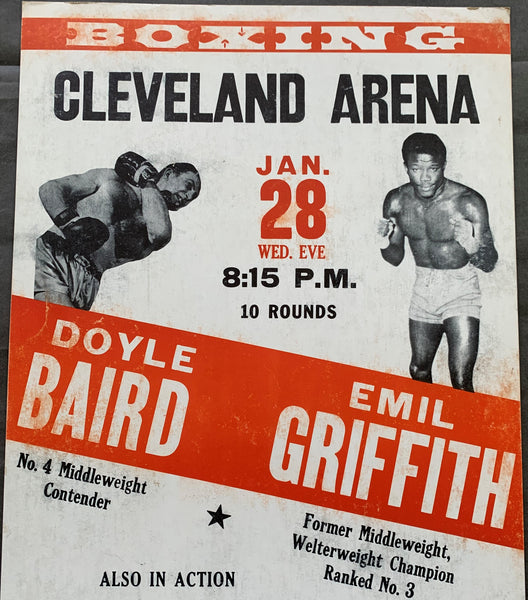 BOXING
CLEVELAND ARENA
JAN.
28
WED. EVE
8:15 P.M.
10 ROUNDS
DOYLE
BAIRD
No. 4 Middleweight
Contender
EMIL
GRIFFITH
Former Middleweight,
Welterweight Champion
Ranked No. 3
ALSO IN ACTION